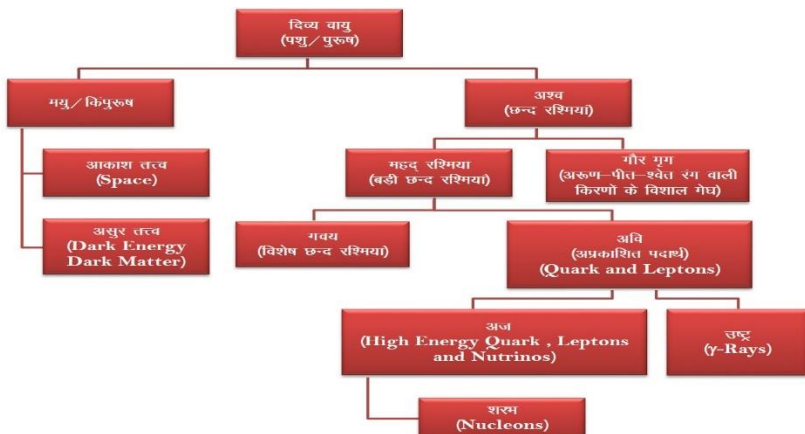 दिव्य वायु
(पशु/पुरूष)
मयु/किंपुरूष
अश्व
(छन्द रश्मियां)
आकाश तत्त्व
(Space)
महद् रश्मिया
(बडी छन्द रश्मियां)
गौर मृग
(अरूण–पीत–श्वेत रंग वाली
किरणों के विशाल मेघ)
असुर तत्त्व
(Dark Energy
Dark Matter)
गवय
(विशेष छन्द रश्मिया)
अवि
(अप्रकाशित पदार्थ)
(Quark and Leptons)
अज
(High Energy Quark , Leptons
and Nutrinos)
उष्ट्र
(γ-Rays)
शरभ
(Nucleons)